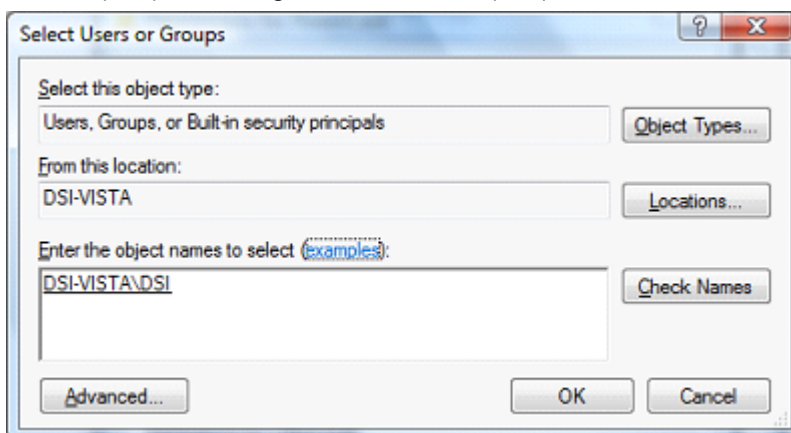 Select Users or Groups
Select this object type:
Users, Groups, or Built-in security principals
Object Types...
From this location:
DSI-VISTA
Locations...
Enter the object names to select (examples):
DSI-VISTA\DSI
Check Names
Advanced...
OK
Cancel